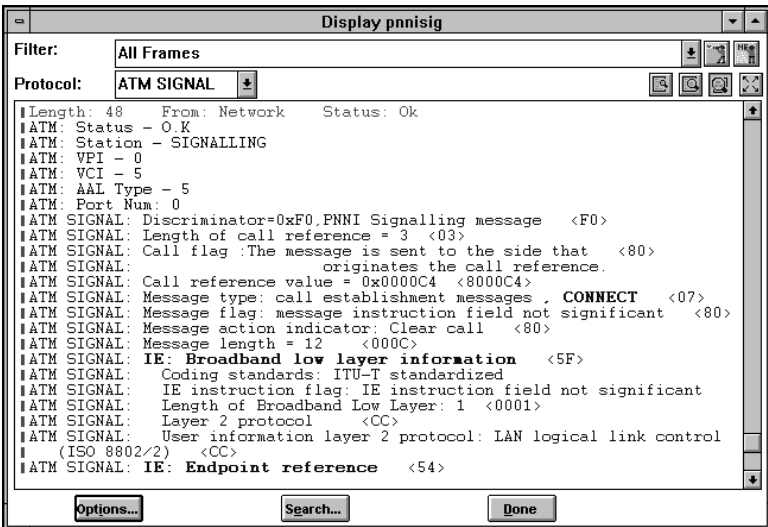 Display pnnisig
Filter: All Frames
Protocol: ATM SIGNAL
Length: 48 From: Network Status: Ok
ATM: Status - O.K
ATM: Station - SIGNALLING
ATM: VPI - 0
ATM: VCI - 5
ATM: AAL Type - 5
ATM: Port Num: 0
ATM SIGNAL: Discriminator=0xF0,PNNI Signalling message <F0>
ATM SIGNAL: Length of call reference = 3 <03>
ATM SIGNAL: Call flag :The message is sent to the side that <80>
ATM SIGNAL: originates the call reference.
ATM SIGNAL: Call reference value = 0x0000C4 <8000C4>
ATM SIGNAL: Message type: call establishment messages , CONNECT <07>
ATM SIGNAL: Message flag: message instruction field not significant <80>
ATM SIGNAL: Message action indicator: Clear call <80>
ATM SIGNAL: Message length = 12 <000C>
ATM SIGNAL: IE: Broadband low layer information <5F>
ATM SIGNAL: Coding standards: ITU-T standardized
ATM SIGNAL: IE instruction flag: IE instruction field not significant
ATM SIGNAL: Length of Broadband Low Layer: 1 <0001>
ATM SIGNAL: Layer 2 protocol <CC>
ATM SIGNAL: User information layer 2 protocol: LAN logical link control
(ISO 8802/2) <CC>
ATM SIGNAL: IE: Endpoint reference <54>
Options... Search... Done